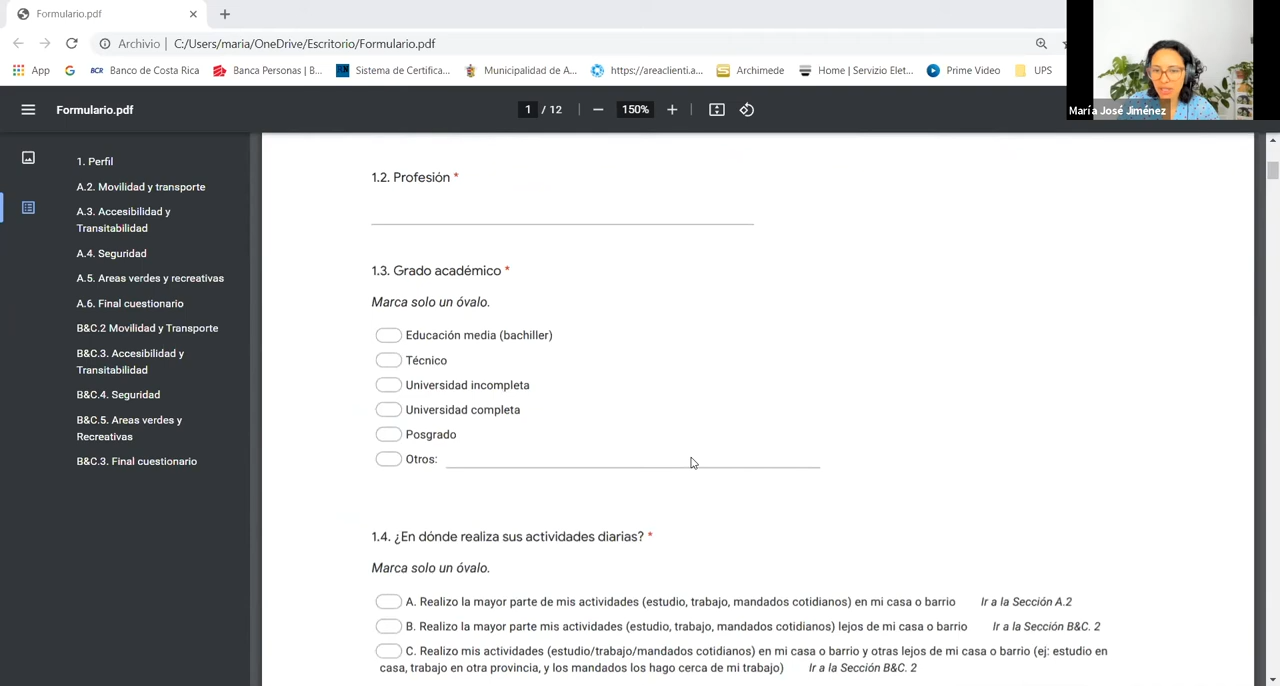 Formulario.pdf
Archivio | C:/Users/maria/OneDrive/Escritorio/Formulario.pdf
App
BCR Banco de Costa Rica
Banca Personas | B...
Sistema de Certifica...
Municipalidad de A...
https://areaclienti.a...
Archimede
Home | Servizio Elet...
Prime Video
UPS
María José Jiménez
Formulario.pdf
1 / 12
150%
1. Perfil
A.2. Movilidad y transporte
A.3. Accesibilidad y
Transitabilidad
A.4. Seguridad
A.5. Areas verdes y recreativas
A.6. Final cuestionario
B&C.2 Movilidad y Transporte
B&C.3. Accesibilidad y
Transitabilidad
B&C.4. Seguridad
B&C.5. Areas verdes y
Recreativas
B&C.3. Final cuestionario
1.2. Profesión *
1.3. Grado académico *
Marca solo un óvalo.
Educación media (bachiller)
Técnico
Universidad incompleta
Universidad completa
Posgrado
Otros:
1.4. ¿En dónde realiza sus actividades diarias? *
Marca solo un óvalo.
A. Realizo la mayor parte de mis actividades (estudio, trabajo, mandados cotidianos) en mi casa o barrio Ir a la Sección A.2
B. Realizo la mayor parte mis actividades (estudio, trabajo, mandados cotidianos) lejos de mi casa o barrio Ir a la Sección B&C. 2
C. Realizo mis actividades (estudio/trabajo/mandados cotidianos) en mi casa o barrio y otras lejos de mi casa o barrio (ej: estudio en
casa, trabajo en otra provincia, y los mandados los hago cerca de mi trabajo) Ir a la Sección B&C. 2